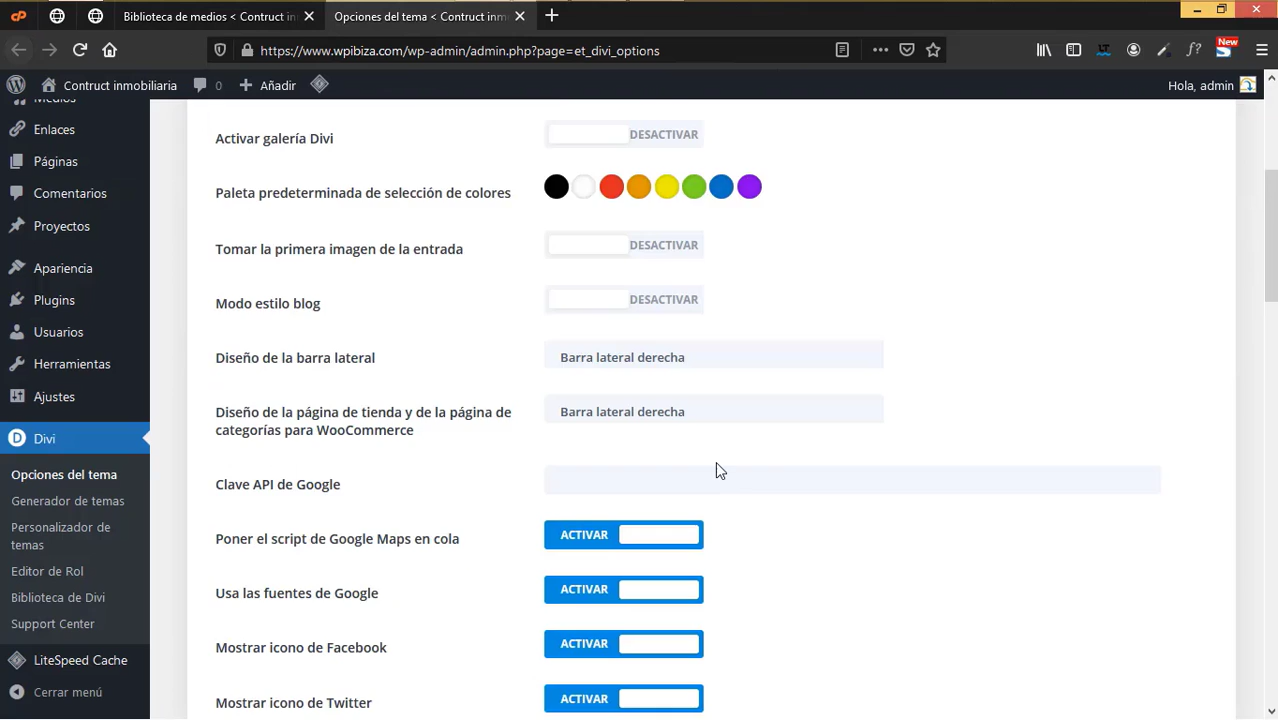 Biblioteca de medios < Contruct in
Opciones del tema < Contruct inm
https://www.wpibiza.com/wp-admin/admin.php?page=et_divi_options
New
Contruct inmobiliaria
0
Añadir
Hola, admin
Medios
Enlaces
Páginas
Comentarios
Proyectos
Apariencia
Plugins
Usuarios
Herramientas
Ajustes
Divi
Opciones del tema
Generador de temas
Personalizador de
temas
Editor de Rol
Biblioteca de Divi
Support Center
LiteSpeed Cache
Cerrar menú
Activar galería Divi
DESACTIVAR
Paleta predeterminada de selección de colores
Tomar la primera imagen de la entrada
DESACTIVAR
Modo estilo blog
DESACTIVAR
Diseño de la barra lateral
Barra lateral derecha
Diseño de la página de tienda y de la página de
categorías para WooCommerce
Barra lateral derecha
Clave API de Google
Poner el script de Google Maps en cola
ACTIVAR
Usa las fuentes de Google
ACTIVAR
Mostrar icono de Facebook
ACTIVAR
Mostrar icono de Twitter
ACTIVAR